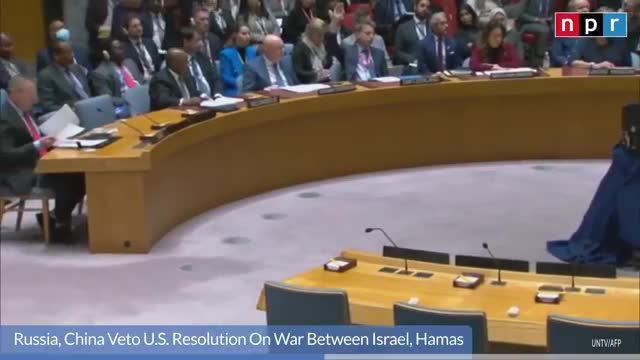 npr
Russia, China Veto U.S. Resolution On War Between Israel, Hamas
UNTV/AFP